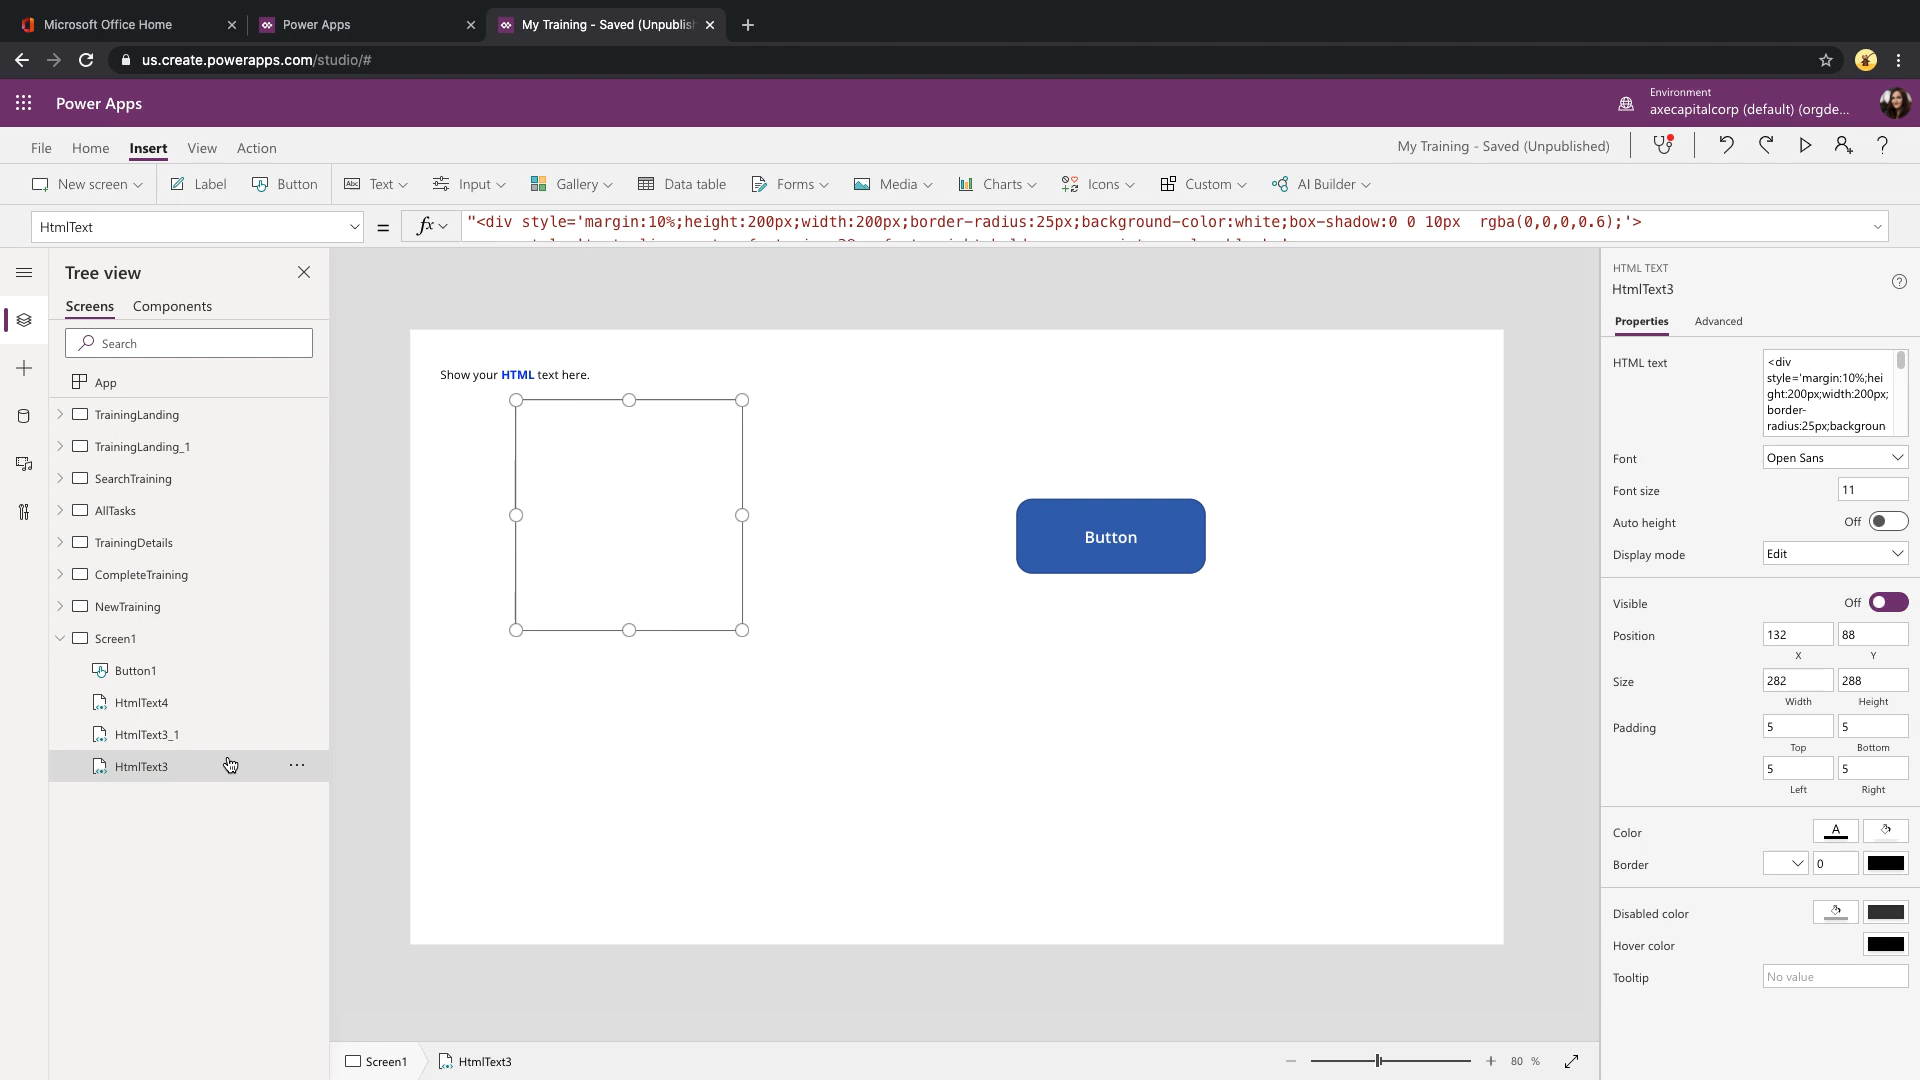 Microsoft Office Home
Power Apps
My Training - Saved (Unpublis
us.create.powerapps.com/studio/#
Power Apps
Environment
axecapitalcorp (default) (orgde...
File Home Insert View Action
My Training - Saved (Unpublished)
New screen Label Button Text Input Gallery Data table Forms Media Charts Icons Custom AI Builder
HtmlText = fx "<div style='margin:10%;height:200px;width:200px;border-radius:25px;background-color:white;box-shadow:0 0 10px rgba(0,0,0,0.6);'>
Tree view
Screens Components
Search
App
TrainingLanding
TrainingLanding_1
SearchTraining
AllTasks
TrainingDetails
CompleteTraining
NewTraining
Screen1
Button1
HtmlText4
HtmlText3_1
HtmlText3 ...
Show your HTML text here.
Button
HTML TEXT
HtmlText3
Properties Advanced
HTML text
<div
style='margin:10%;hei
ght:200px;width:200px;
border-
radius:25px;backgroun
Font Open Sans
Font size 11
Auto height Off
Display mode Edit
Visible Off
Position 132 88
X Y
Size 282 288
Width Height
Padding 5 5
Top Bottom
5 5
Left Right
Color A
Border 0
Disabled color
Hover color
Tooltip No value
Screen1 HtmlText3
80 %